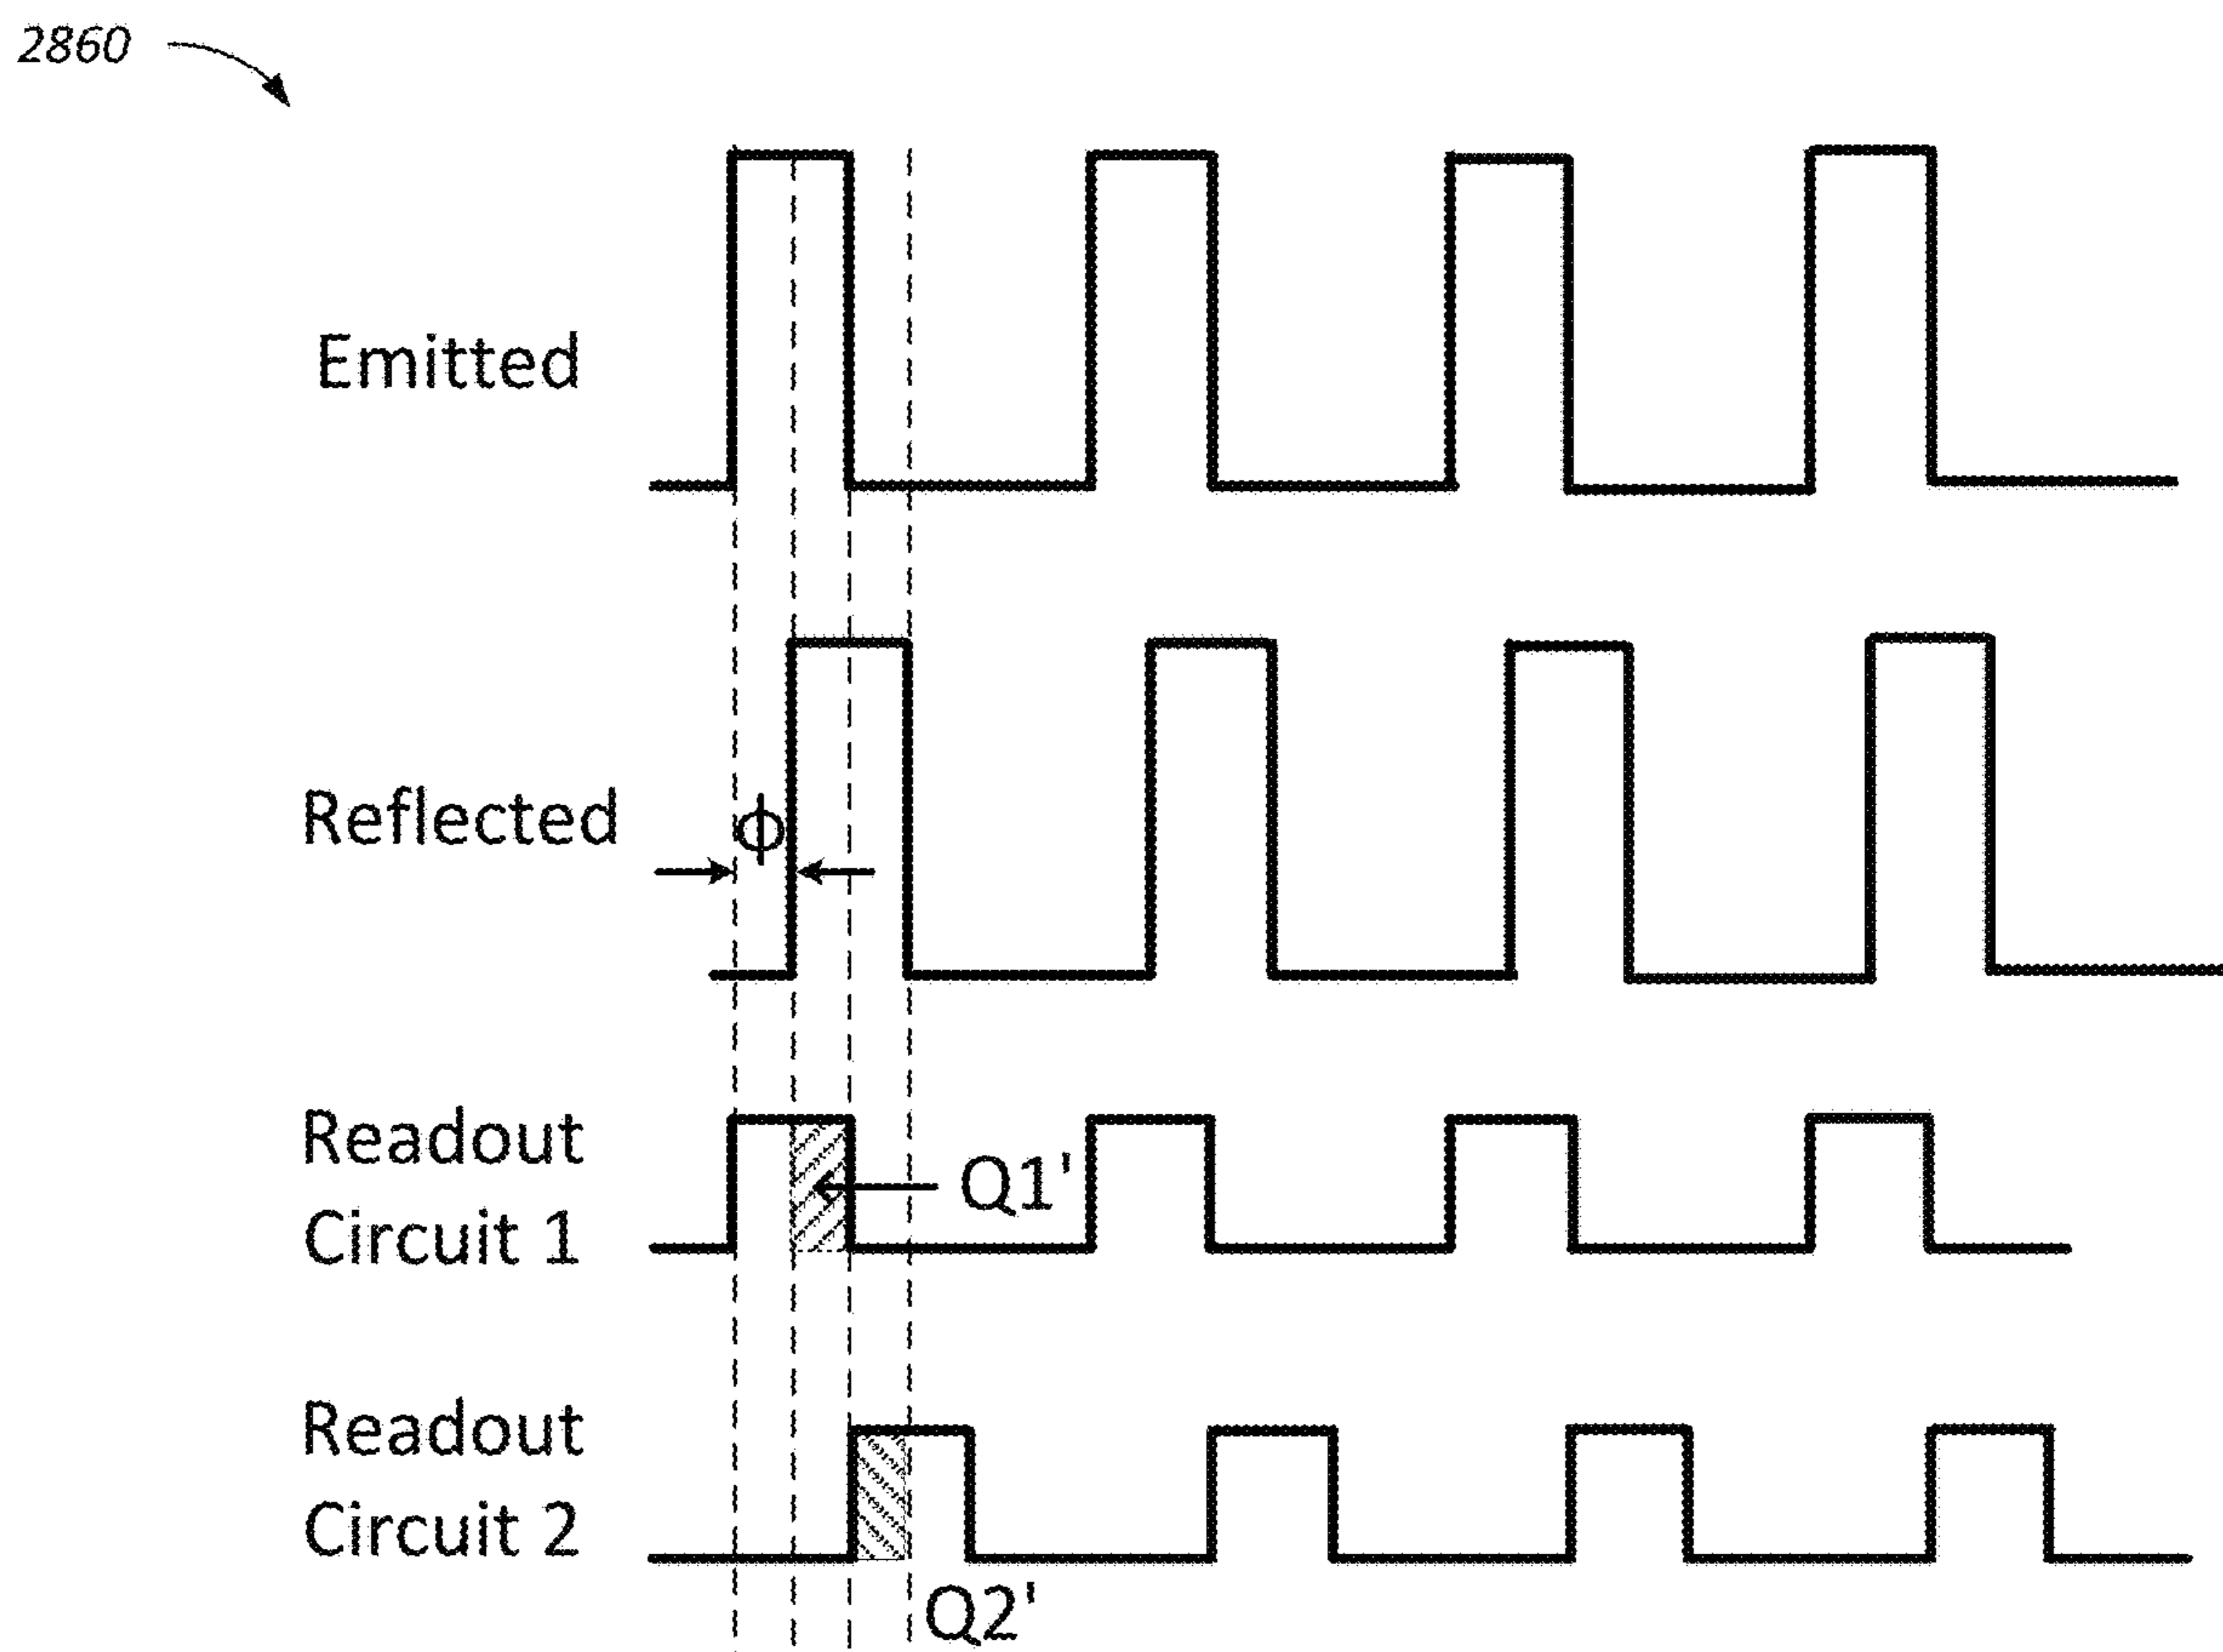 2860
Emitted
Reflected
ϕ
Readout
Circuit 1
Q1'
Readout
Circuit 2
Q2'